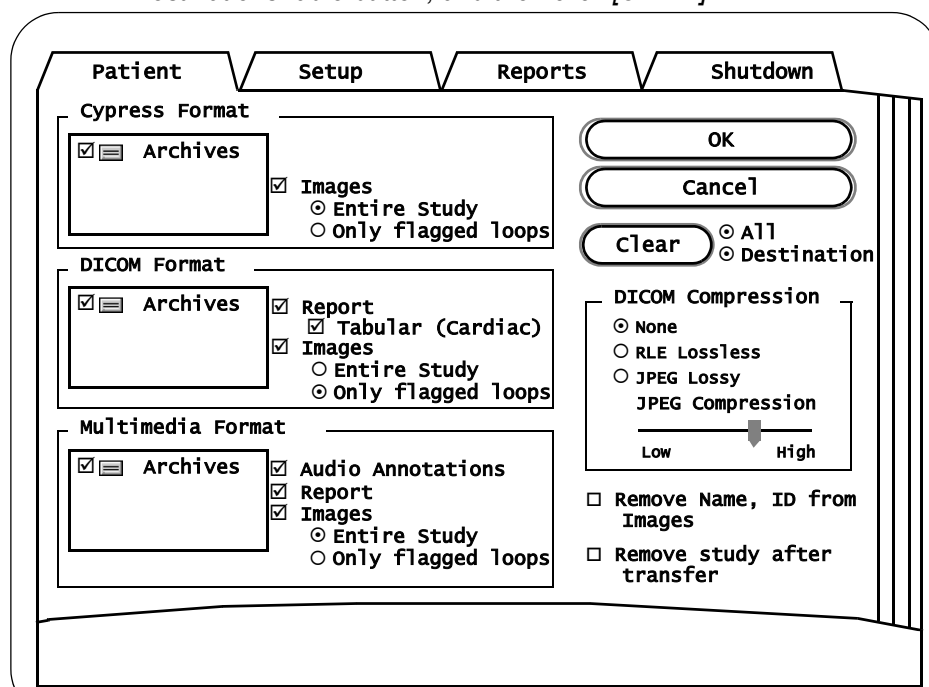 Patient
Setup
Reports
Shutdown
Cypress Format
Archives
Images
Entire Study
Only flagged loops
DICOM Format
Archives
Report
Tabular (Cardiac)
Images
Entire Study
Only flagged loops
Multimedia Format
Archives
Audio Annotations
Report
Images
Entire Study
Only flagged loops
OK
Cancel
Clear
All
Destination
DICOM Compression
None
RLE Lossless
JPEG Lossy
JPEG Compression
Low
High
Remove Name, ID from
Images
Remove study after
transfer